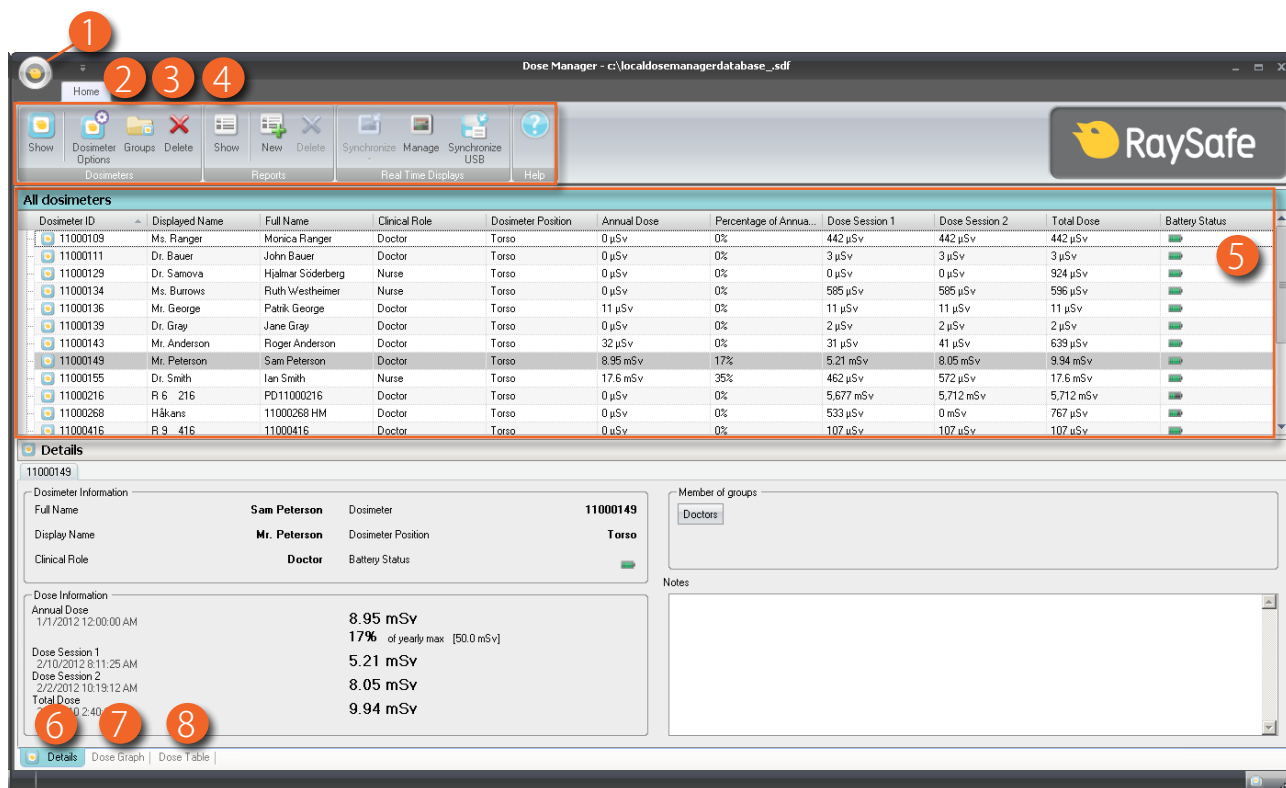 1
Dose Manager - c:\localdosemanagerdatabase_.sdf
2 3 4
Home
Show Dosimeter Options Groups Delete Show New Delete Synchronize Manage Synchronize USB
Dosimeters Reports Real Time Displays Help
RaySafe
All dosimeters
Dosimeter ID Displayed Name Full Name Clinical Role Dosimeter Position Annual Dose Percentage of Annua... Dose Session 1 Dose Session 2 Total Dose Battery Status
11000109 Ms. Ranger Monica Ranger Doctor Torso 0 µSv 0% 442 µSv 442 µSv 442 µSv
11000111 Dr. Bauer John Bauer Doctor Torso 0 µSv 0% 3 µSv 3 µSv 3 µSv
11000129 Dr. Samova Hjalmar Söderberg Nurse Torso 0 µSv 0% 0 µSv 0 µSv 924 µSv
5
11000134 Ms. Burrows Ruth Westheimer Nurse Torso 0 µSv 0% 585 µSv 585 µSv 596 µSv
11000136 Mr. George Patrik George Doctor Torso 11 µSv 0% 11 µSv 11 µSv 11 µSv
11000139 Dr. Gray Jane Gray Doctor Torso 0 µSv 0% 2 µSv 2 µSv 2 µSv
11000143 Mr. Anderson Roger Anderson Doctor Torso 32 µSv 0% 31 µSv 41 µSv 639 µSv
11000149 Mr. Peterson Sam Peterson Doctor Torso 8.95 mSv 17% 5.21 mSv 8.05 mSv 9.94 mSv
11000155 Dr. Smith Ian Smith Nurse Torso 17.6 mSv 35% 462 µSv 572 µSv 17.6 mSv
11000216 R 6 216 PD11000216 Doctor Torso 0 µSv 0% 5,677 mSv 5,712 mSv 5,712 mSv
11000268 Håkans 11000268 HM Doctor Torso 0 µSv 0% 533 µSv 0 mSv 767 µSv
11000416 R 9 416 11000416 Doctor Torso 0 µSv 0% 107 µSv 107 µSv 107 µSv
Details
11000149
Dosimeter Information
Full Name Sam Peterson Dosimeter 11000149
Display Name Mr. Peterson Dosimeter Position Torso
Clinical Role Doctor Battery Status
Member of groups
Doctors
Notes
Dose Information
Annual Dose
1/1/2012 12:00:00 AM
8.95 mSv
17% of yearly max [50.0 mSv]
Dose Session 1
2/10/2012 8:11:25 AM
5.21 mSv
Dose Session 2
2/2/2012 10:19:12 AM
8.05 mSv
Total Dose
9.94 mSv
6 7 8
Details Dose Graph Dose Table